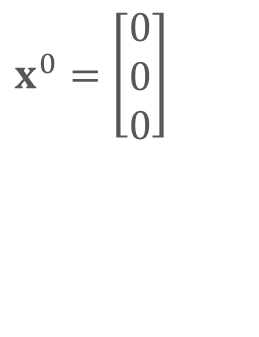 x⁰ = [0 0 0]